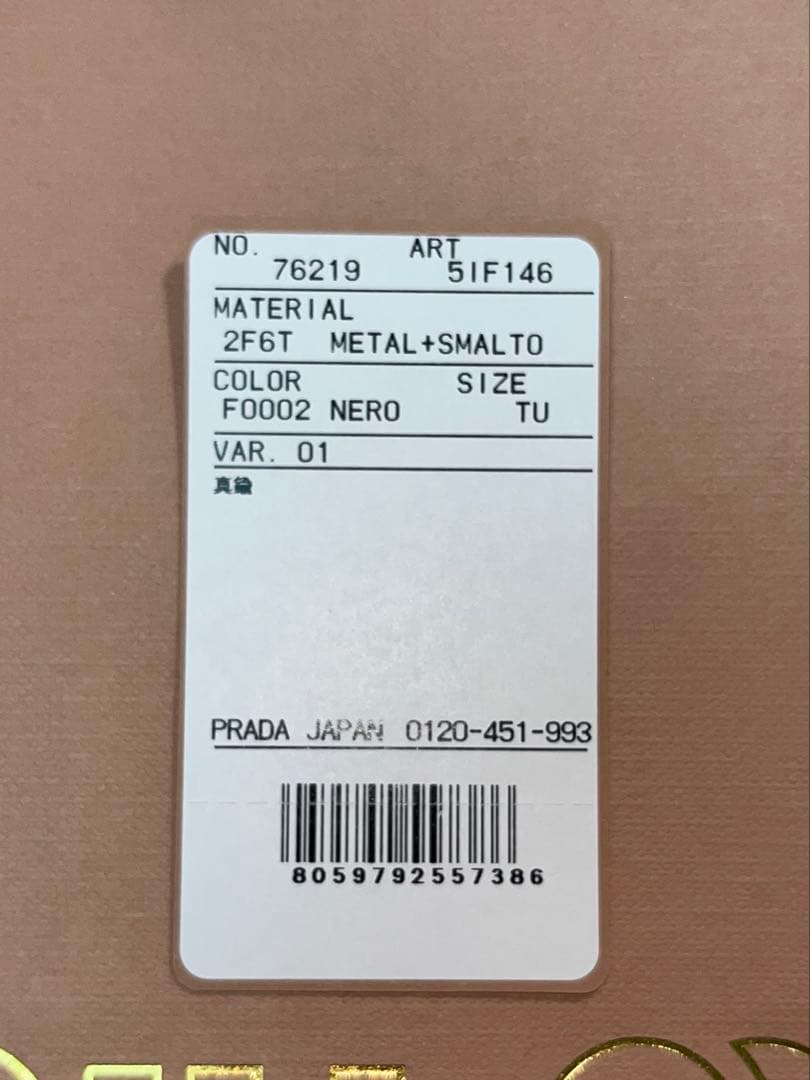 NO. ART
76219 5IF146
MATERIAL
2F6T METAL+SMALTO
COLOR SIZE
F0002 NERO TU
VAR. 01
真鍮
PRADA JAPAN 0120-451-993
8059792557386